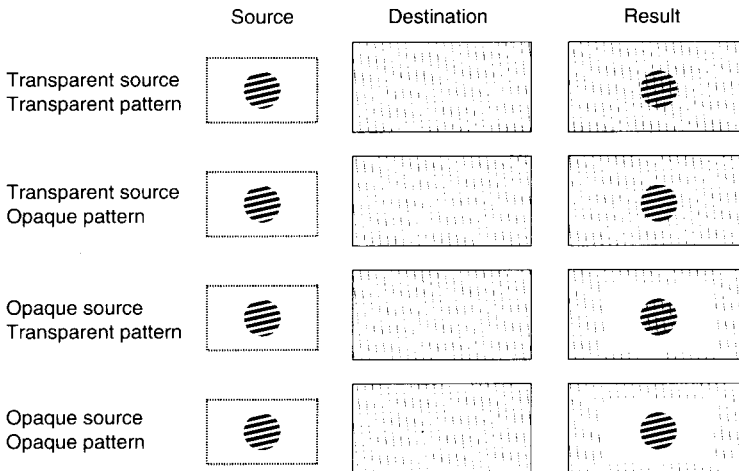 Source Destination Result
Transparent source
Transparent pattern
Transparent source
Opaque pattern
Opaque source
Transparent pattern
Opaque source
Opaque pattern